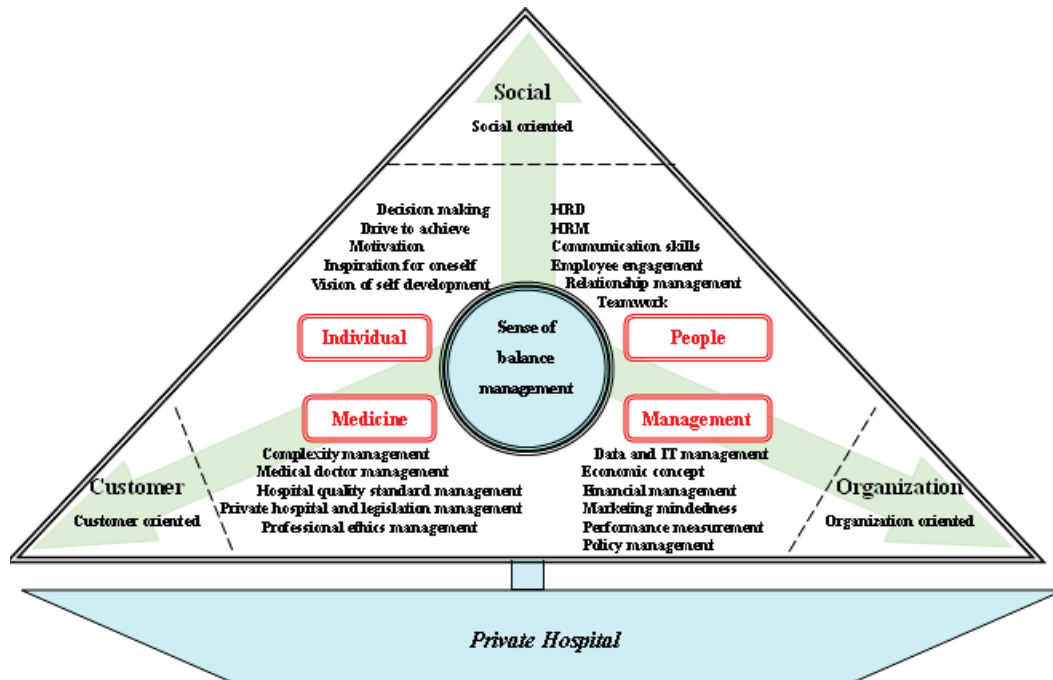 Social
Social oriented
Decision making
Drive to achieve
Motivation
Inspiration for oneself
Vision of self development
HRD
HRM
Communication skills
Employee engagement
Relationship management
Teamwork
Individual
Sense of
balance
management
People
Medicine
Management
Complexity management
Medical doctor management
Hospital quality standard management
Private hospital and legislation management
Professional ethics management
Data and IT management
Economic concept
Financial management
Marketing mindedness
Performance measurement
Policy management
Customer
Customer oriented
Organization
Organization oriented
Private Hospital